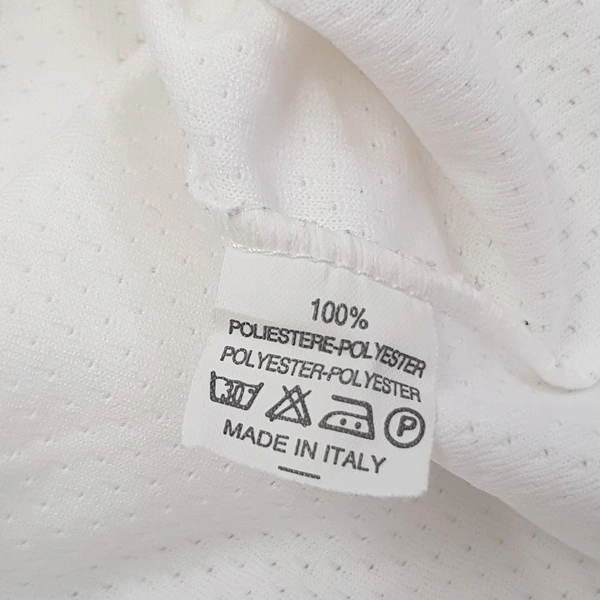 100%
POLIESTERE-POLYESTER
POLYESTER-POLYESTER
30° P
MADE IN ITALY